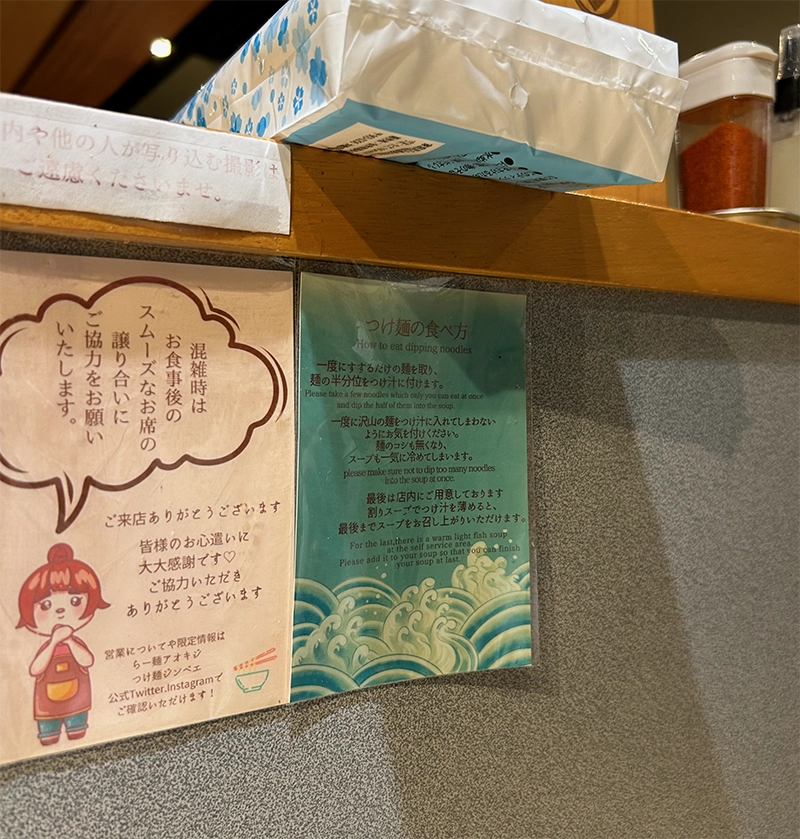 内や他の人が写り込む撮影は
ご遠慮くださいませ。
混雑時は
お食事後の
スムーズなお席の
譲り合いに
ご協力をお願い
いたします。
ご来店ありがとうございます
皆様のお心遣いに
大大感謝です♡
ご協力いただき
ありがとうございます
営業についてや限定情報は
らー麺アオキジ
つけ麺ジンベエ
公式Twitter.Instagramで
ご確認いただけます！
つけ麺の食べ方
How to eat dipping noodles
一度にすするだけの麺を取り、
麺の半分位をつけ汁に付けます。
Please take a few noodles which only you can eat at once
and dip the half of them into the soup.
一度に沢山の麺をつけ汁に入れてしまわない
ようにお気を付けください。
麺のコシも無くなり、
スープも一気に冷めてしまいます。
please make sure not to dip too many noodles
into the soup at once.
最後は店内にご用意しております
割りスープでつけ汁を薄めると、
最後までスープをお召し上がりいただけます。
For the last,there is a warm light fish soup
at the self service area.
Please add it to your soup so that you can finish
your soup at last.